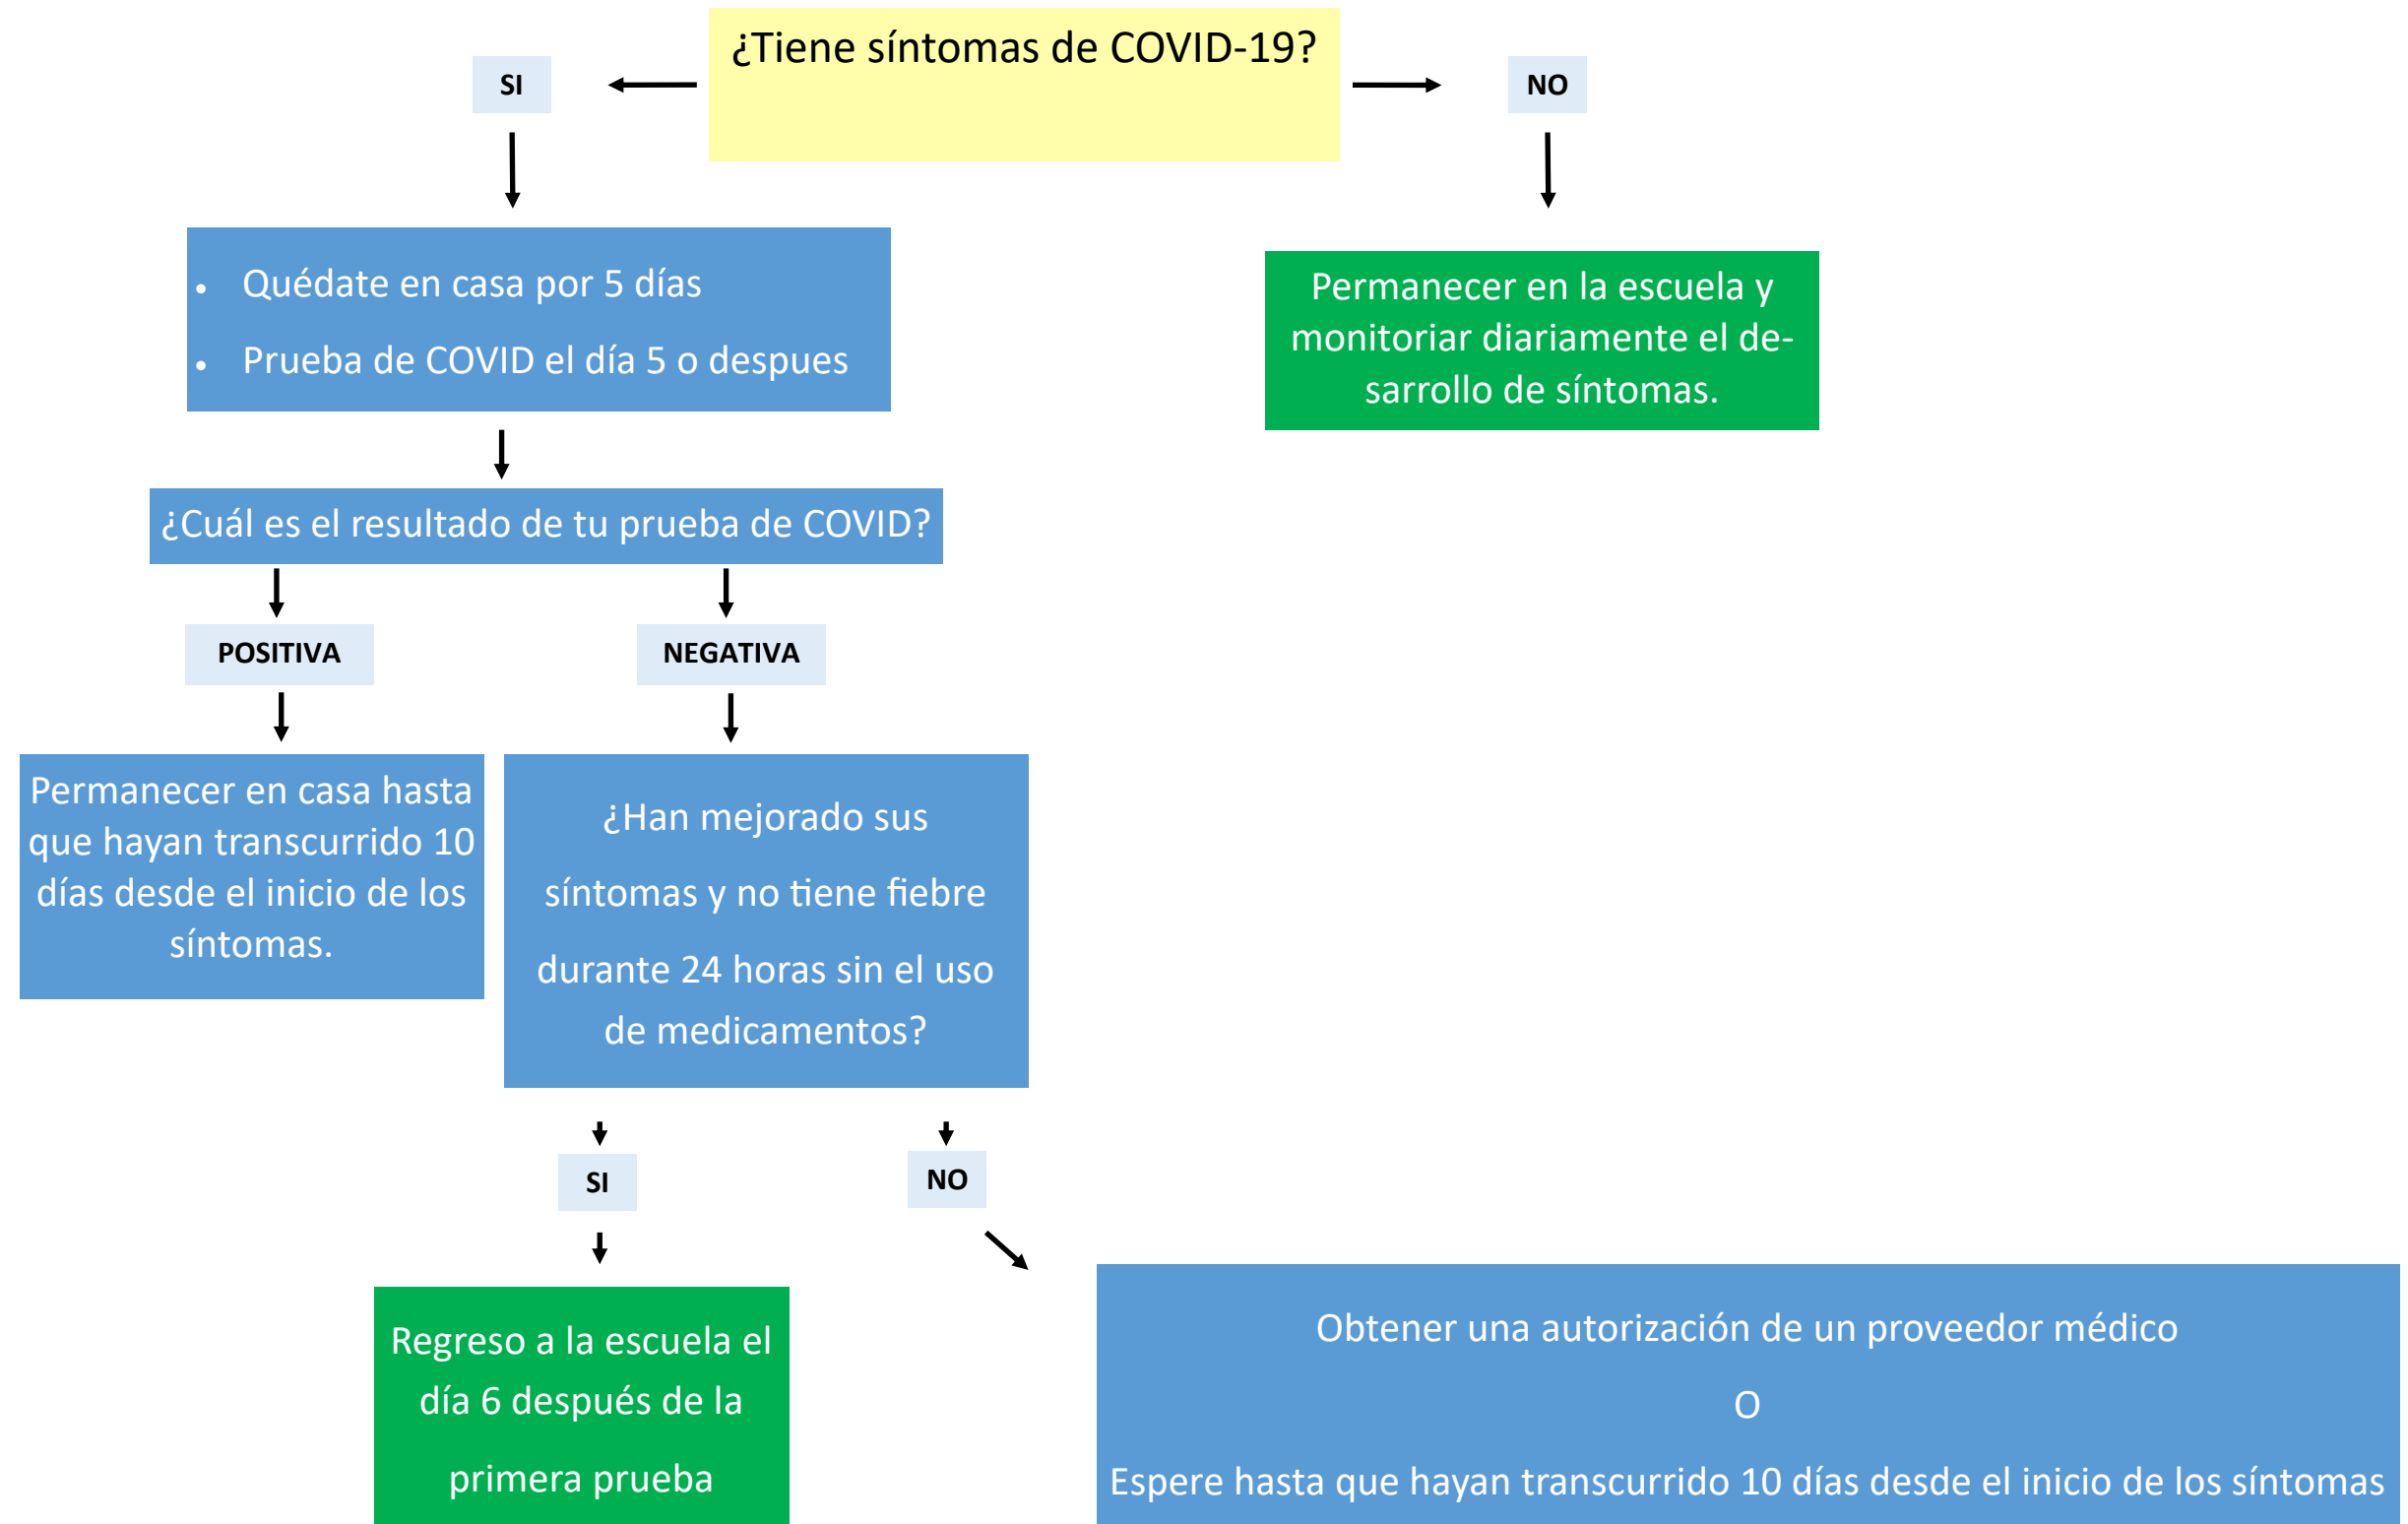 ¿Tiene síntomas de COVID-19?
SI
NO
• Quédate en casa por 5 días
• Prueba de COVID el día 5 o despues
Permanecer en la escuela y
monitoriar diariamente el de-
sarrollo de síntomas.
¿Cuál es el resultado de tu prueba de COVID?
POSITIVA
NEGATIVA
Permanecer en casa hasta
que hayan transcurrido 10
días desde el inicio de los
síntomas.
¿Han mejorado sus
síntomas y no tiene fiebre
durante 24 horas sin el uso
de medicamentos?
SI
NO
Regreso a la escuela el
día 6 después de la
primera prueba
Obtener una autorización de un proveedor médico
O
Espere hasta que hayan transcurrido 10 días desde el inicio de los síntomas